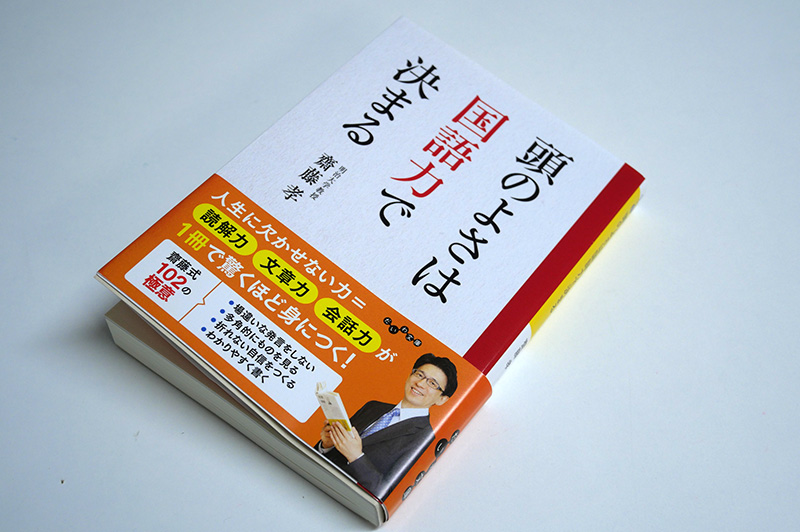 頭のよさは
国語力で
決まる
明治大学教授
齋藤孝
人生に欠かせない力＝
読解力 文章力 会話力 が
1冊で驚くほど身につく！
齋藤式
102の
極意
・場違いな発言をしない
・多角的にものを見る
・折れない自信をつくる
・わかりやすく書く
だいわ文庫